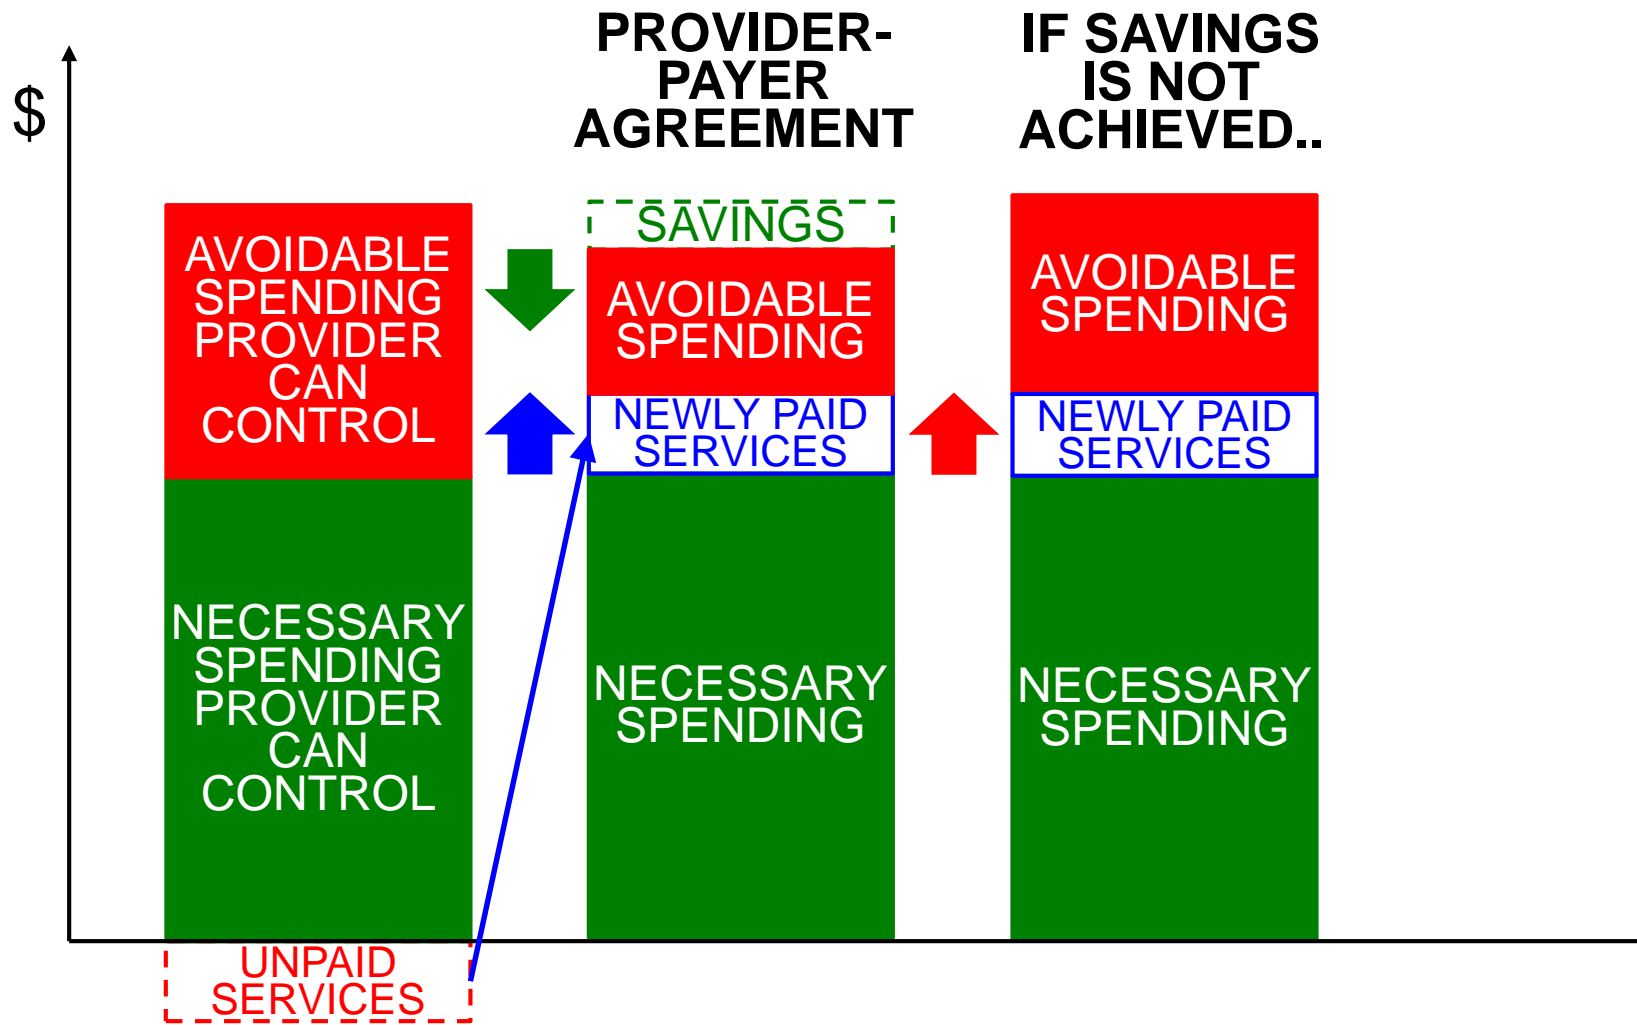 $
PROVIDER-
PAYER
AGREEMENT
IF SAVINGS
IS NOT
ACHIEVED..
AVOIDABLE
SPENDING
PROVIDER
CAN
CONTROL
NECESSARY
SPENDING
PROVIDER
CAN
CONTROL
UNPAID
SERVICES
SAVINGS
AVOIDABLE
SPENDING
NEWLY PAID
SERVICES
NECESSARY
SPENDING
AVOIDABLE
SPENDING
NEWLY PAID
SERVICES
NECESSARY
SPENDING